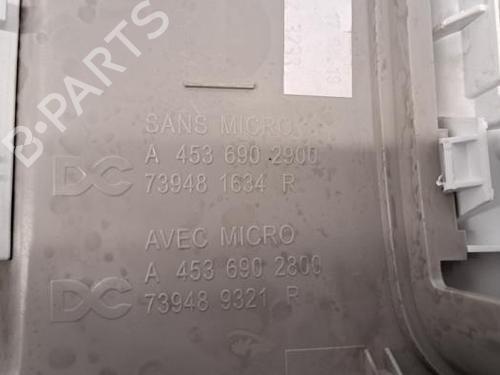 SANS MICRO
A 453 690 2900
DC 73948 1634 R
AVEC MICRO
A 453 690 2800
DC 73948 9321 R
B-PARTS